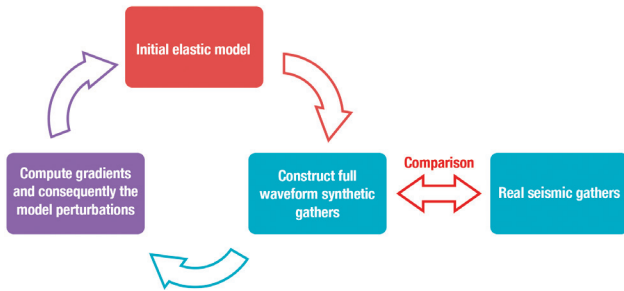 Initial elastic model
Compute gradients
and consequently the
model perturbations
Construct full
waveform synthetic
gathers
Comparison
Real seismic gathers